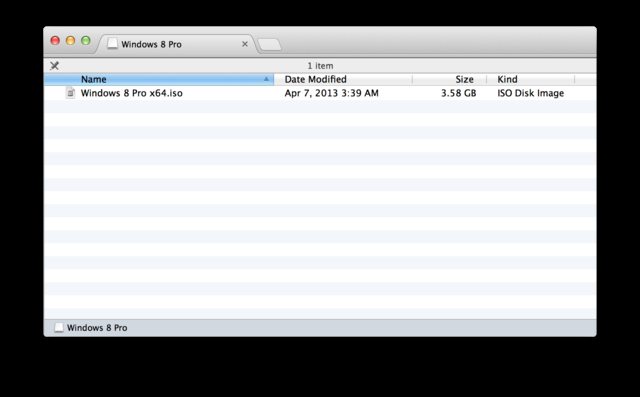 Windows 8 Pro
1 item
Name Date Modified Size Kind
Windows 8 Pro x64.iso Apr 7, 2013 3:39 AM 3.58 GB ISO Disk Image
Windows 8 Pro